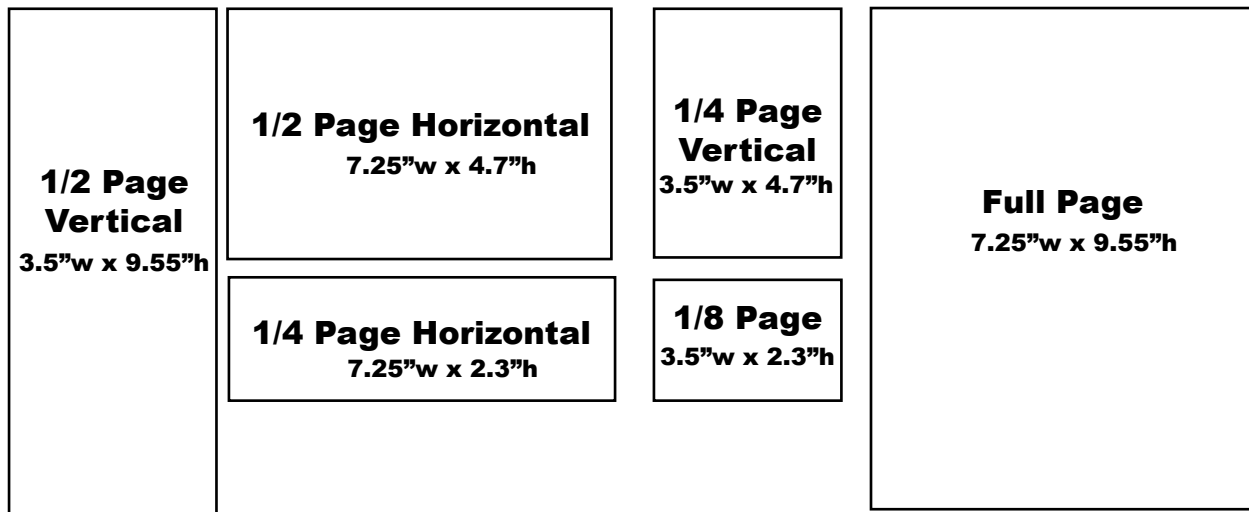 1/2 Page
Vertical
3.5”w x 9.55”h
1/2 Page Horizontal
7.25”w x 4.7”h
1/4 Page Horizontal
7.25”w x 2.3”h
1/4 Page
Vertical
3.5”w x 4.7”h
1/8 Page
3.5”w x 2.3”h
Full Page
7.25”w x 9.55”h